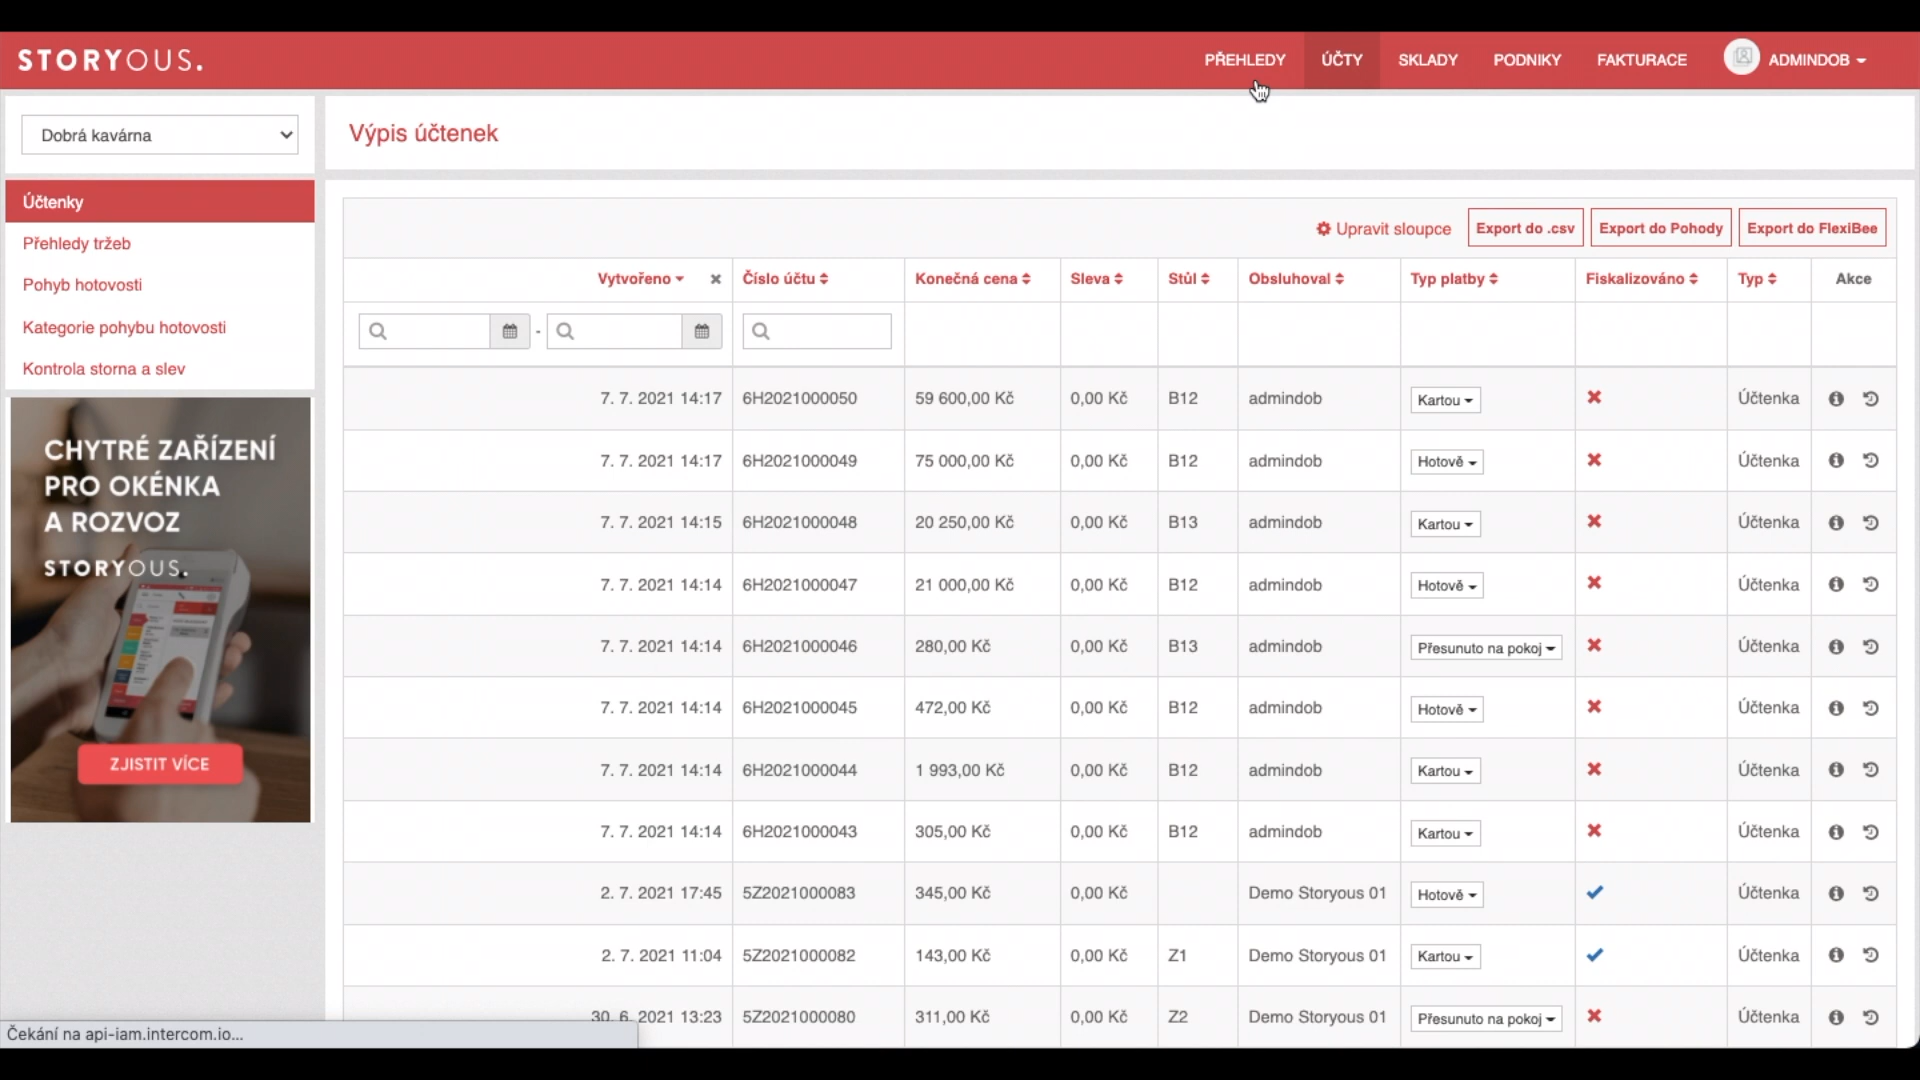 STORYOUS.
PŘEHLEDY ÚČTY SKLADY PODNIKY FAKTURACE ADMINDOB
Dobrá kavárna
Výpis účtenek
Účtenky
Přehledy tržeb
Pohyb hotovosti
Kategorie pohybu hotovosti
Kontrola storna a slev
CHYTRÉ ZAŘÍZENÍ
PRO OKÉNKA
A ROZVOZ
STORYOUS.
ZJISTIT VÍCE
Upravit sloupce Export do .csv Export do Pohody Export do FlexiBee
Vytvořeno Číslo účtu Konečná cena Sleva Stůl Obsluhoval Typ platby Fiskalizováno Typ Akce
-
7. 7. 2021 14:17 6H2021000050 59 600,00 Kč 0,00 Kč B12 admindob Kartou Účtenka
7. 7. 2021 14:17 6H2021000049 75 000,00 Kč 0,00 Kč B12 admindob Hotově Účtenka
7. 7. 2021 14:15 6H2021000048 20 250,00 Kč 0,00 Kč B13 admindob Kartou Účtenka
7. 7. 2021 14:14 6H2021000047 21 000,00 Kč 0,00 Kč B12 admindob Hotově Účtenka
7. 7. 2021 14:14 6H2021000046 280,00 Kč 0,00 Kč B13 admindob Přesunuto na pokoj Účtenka
7. 7. 2021 14:14 6H2021000045 472,00 Kč 0,00 Kč B12 admindob Hotově Účtenka
7. 7. 2021 14:14 6H2021000044 1 993,00 Kč 0,00 Kč B12 admindob Kartou Účtenka
7. 7. 2021 14:14 6H2021000043 305,00 Kč 0,00 Kč B12 admindob Kartou Účtenka
2. 7. 2021 17:45 5Z2021000083 345,00 Kč 0,00 Kč Demo Storyous 01 Hotově Účtenka
2. 7. 2021 11:04 5Z2021000082 143,00 Kč 0,00 Kč Z1 Demo Storyous 01 Kartou Účtenka
30. 6. 2021 13:23 5Z2021000080 311,00 Kč 0,00 Kč Z2 Demo Storyous 01 Přesunuto na pokoj Účtenka
Čekání na api-iam.intercom.io...